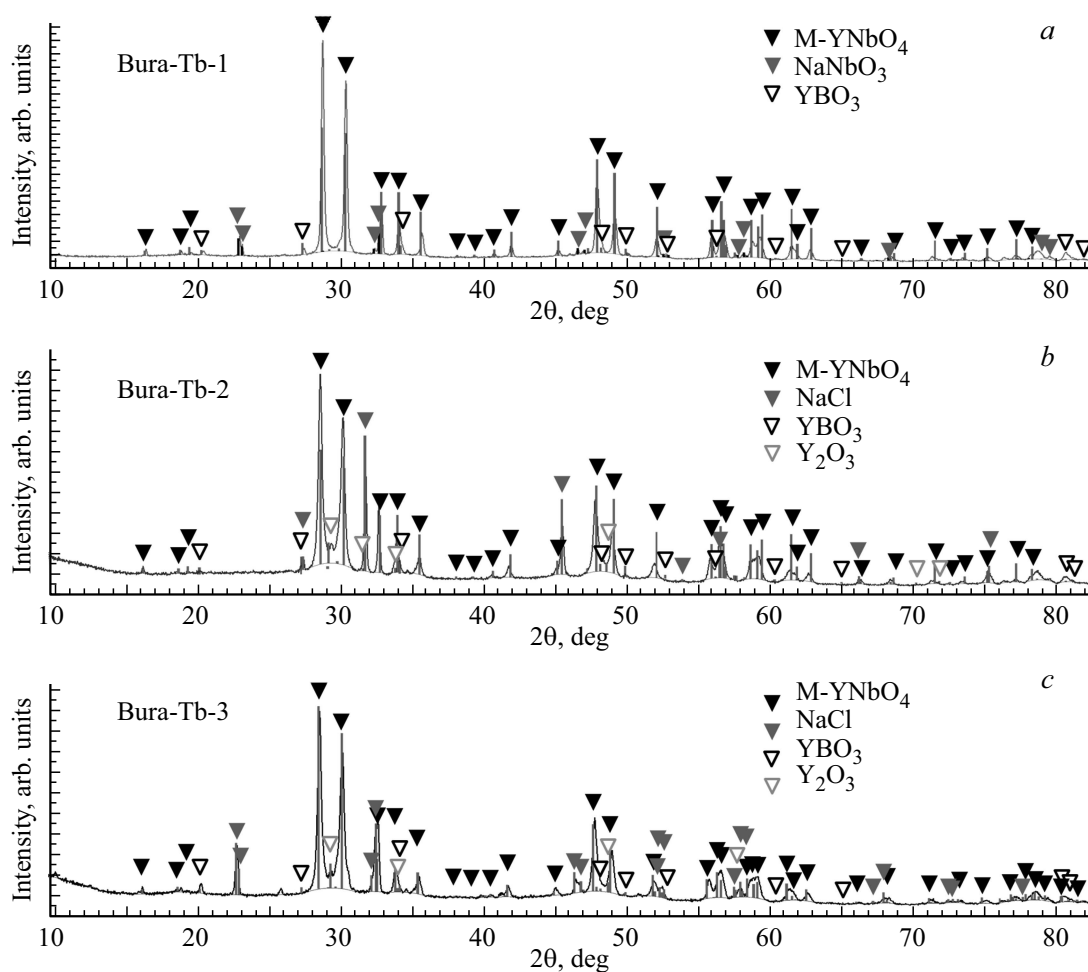 a
Bura-Tb-1
M-YNbO₄
NaNbO₃
YBO₃
Intensity, arb. units
10 20 30 40 50 60 70 80
2θ, deg
b
Bura-Tb-2
M-YNbO₄
NaCl
YBO₃
Y₂O₃
Intensity, arb. units
10 20 30 40 50 60 70 80
2θ, deg
c
Bura-Tb-3
M-YNbO₄
NaCl
YBO₃
Y₂O₃
Intensity, arb. units
10 20 30 40 50 60 70 80
2θ, deg